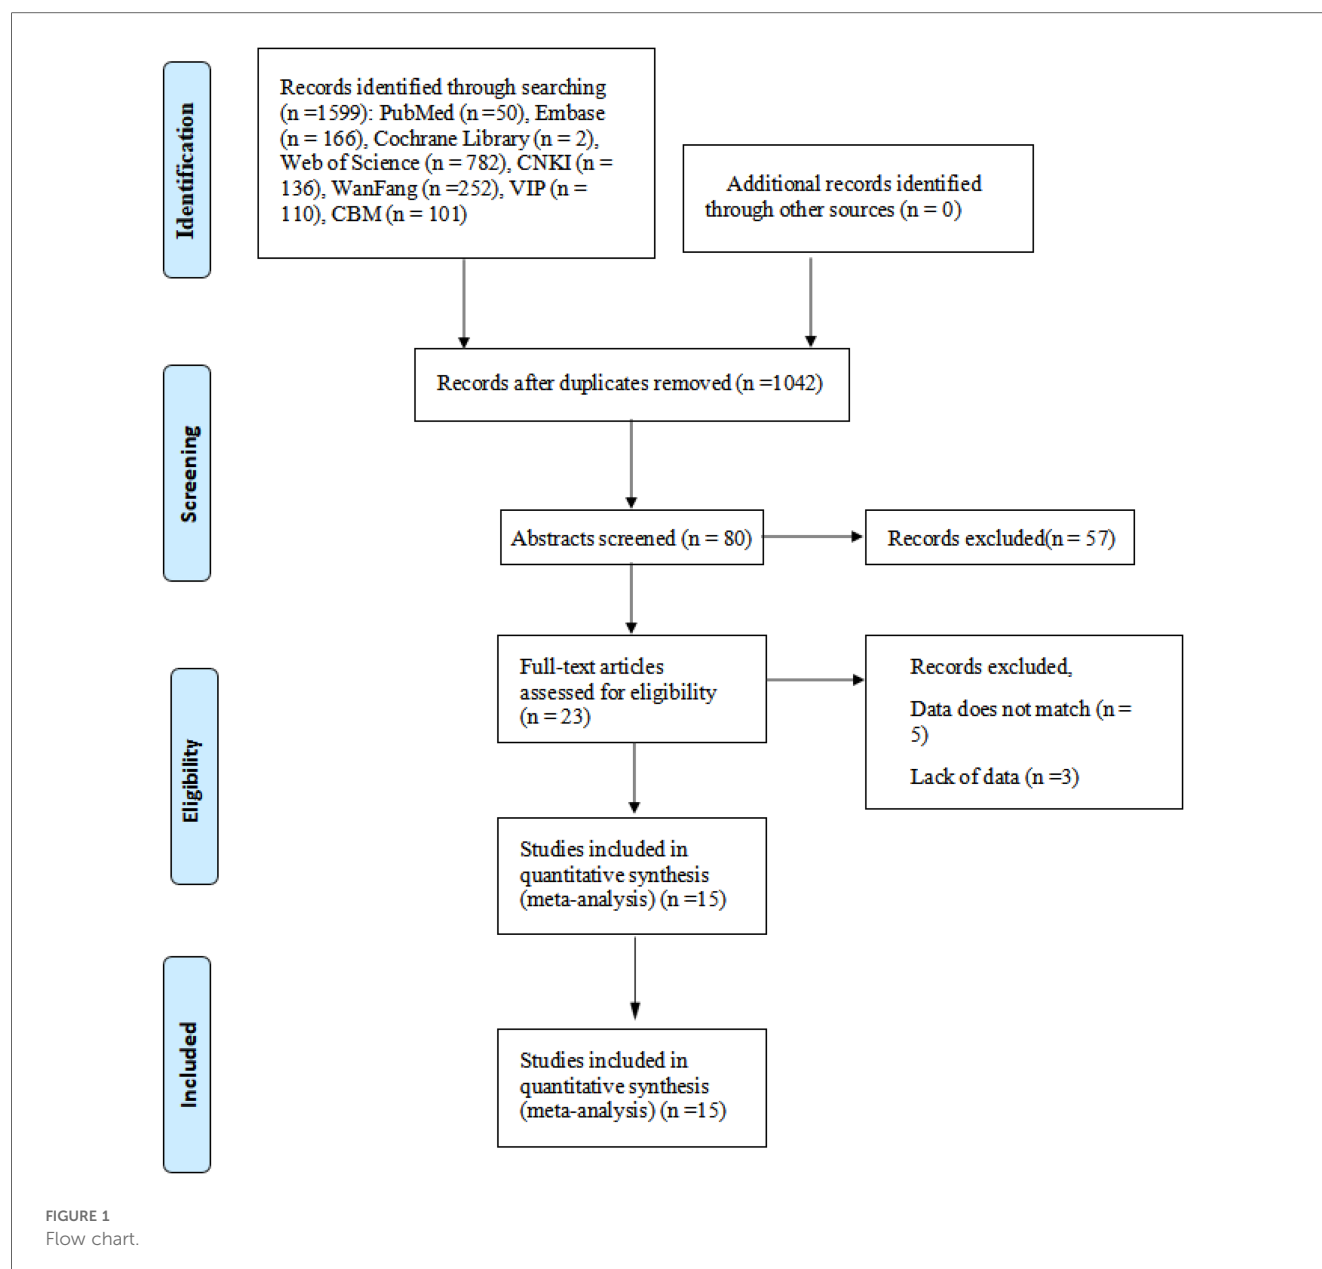 Identification
Records identified through searching
(n =1599): PubMed (n =50), Embase
(n = 166), Cochrane Library (n = 2),
Web of Science (n = 782), CNKI (n =
136), WanFang (n =252), VIP (n =
110), CBM (n = 101)
Additional records identified
through other sources (n = 0)
Screening
Records after duplicates removed (n =1042)
Abstracts screened (n = 80)
Records excluded(n = 57)
Eligibility
Full-text articles
assessed for eligibility
(n = 23)
Records excluded,
Data does not match (n =
5)
Lack of data (n =3)
Studies included in
quantitative synthesis
(meta-analysis) (n =15)
Included
Studies included in
quantitative synthesis
(meta-analysis) (n =15)
FIGURE 1
Flow chart.